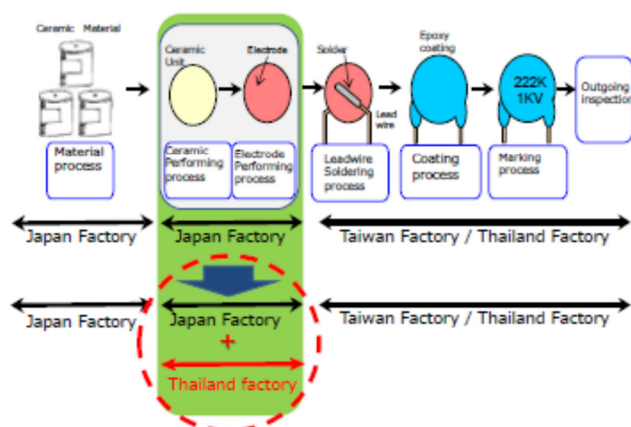 Ceramic Material
Ceramic
Unit
Electrode
Solder
Lead
wire
Epoxy
coating
222K
1KV
Outgoing
inspection
Material
process
Ceramic
Performing
process
Electrode
Performing
process
Leadwire
Soldering
process
Coating
process
Marking
process
Japan Factory
Japan Factory
Taiwan Factory / Thailand Factory
Japan Factory
Japan Factory
Taiwan Factory / Thailand Factory
+
Thailand factory